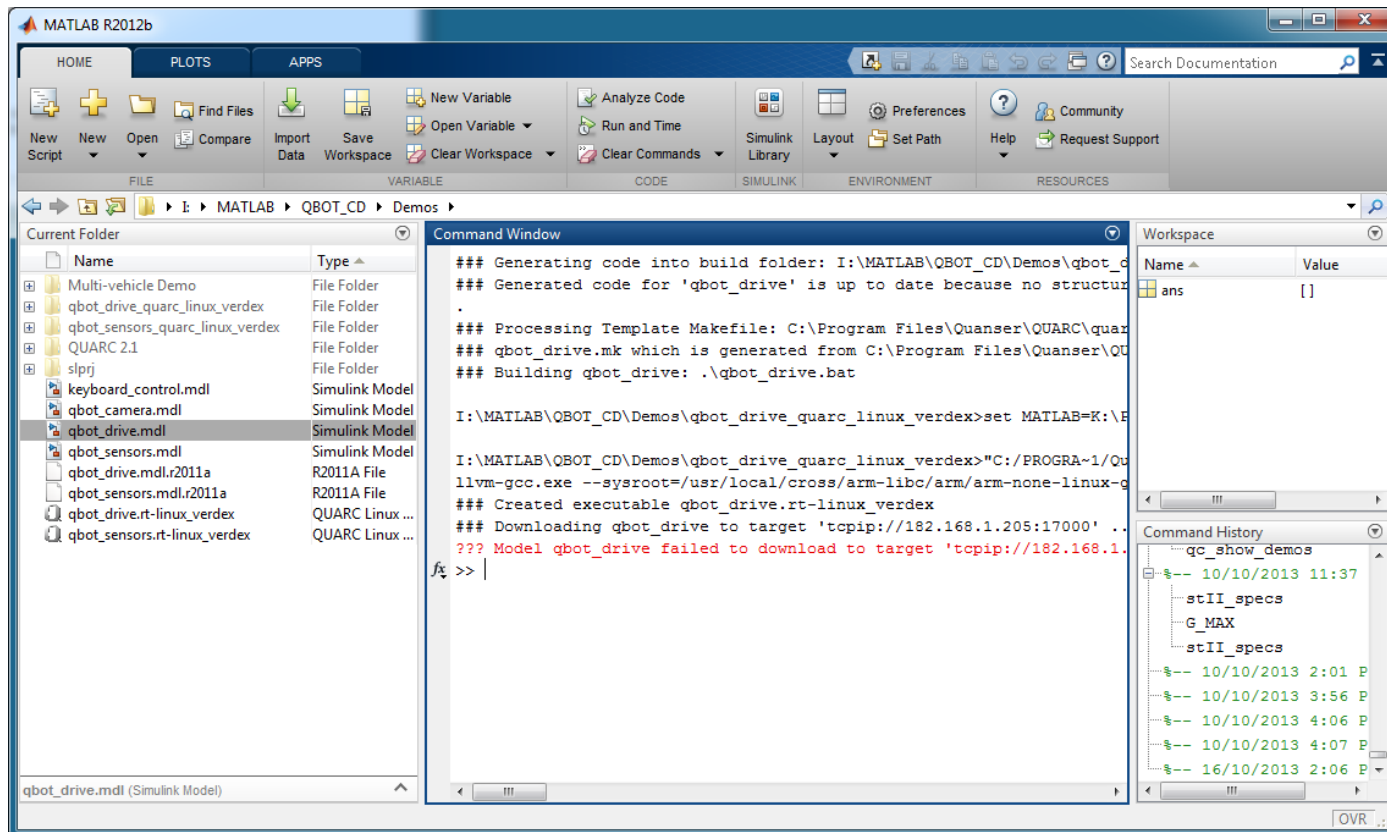 MATLAB R2012b
HOME PLOTS APPS
Search Documentation
New Script
New
Open
Find Files
Compare
Import Data
Save Workspace
New Variable
Open Variable
Clear Workspace
Analyze Code
Run and Time
Clear Commands
Simulink Library
Layout
Preferences
Set Path
Help
Community
Request Support
FILE VARIABLE CODE SIMULINK ENVIRONMENT RESOURCES
I: MATLAB QBOT_CD Demos
Current Folder
Name Type
Multi-vehicle Demo File Folder
qbot_drive_quarc_linux_verdex File Folder
qbot_sensors_quarc_linux_verdex File Folder
QUARC 2.1 File Folder
slprj File Folder
keyboard_control.mdl Simulink Model
qbot_camera.mdl Simulink Model
qbot_drive.mdl Simulink Model
qbot_sensors.mdl Simulink Model
qbot_drive.mdl.r2011a R2011A File
qbot_sensors.mdl.r2011a R2011A File
qbot_drive.rt-linux_verdex QUARC Linux ...
qbot_sensors.rt-linux_verdex QUARC Linux ...
qbot_drive.mdl (Simulink Model)
Command Window
### Generating code into build folder: I:\MATLAB\QBOT_CD\Demos\qbot_d
### Generated code for 'qbot_drive' is up to date because no structur
.
### Processing Template Makefile: C:\Program Files\Quanser\QUARC\quar
### qbot_drive.mk which is generated from C:\Program Files\Quanser\QU
### Building qbot_drive: .\qbot_drive.bat
I:\MATLAB\QBOT_CD\Demos\qbot_drive_quarc_linux_verdex>set MATLAB=K:\P
I:\MATLAB\QBOT_CD\Demos\qbot_drive_quarc_linux_verdex>"C:/PROGRA~1/Qu
llvm-gcc.exe --sysroot=/usr/local/cross/arm-libc/arm/arm-none-linux-g
### Created executable qbot_drive.rt-linux_verdex
### Downloading qbot_drive to target 'tcpip://182.168.1.205:17000' ..
??? Model qbot_drive failed to download to target 'tcpip://182.168.1.
fx >>
Workspace
Name Value
ans []
Command History
qc_show_demos
%-- 10/10/2013 11:37
stII_specs
G_MAX
stII_specs
%-- 10/10/2013 2:01 P
%-- 10/10/2013 3:56 P
%-- 10/10/2013 4:06 P
%-- 10/10/2013 4:07 P
%-- 16/10/2013 2:06 P
OVR